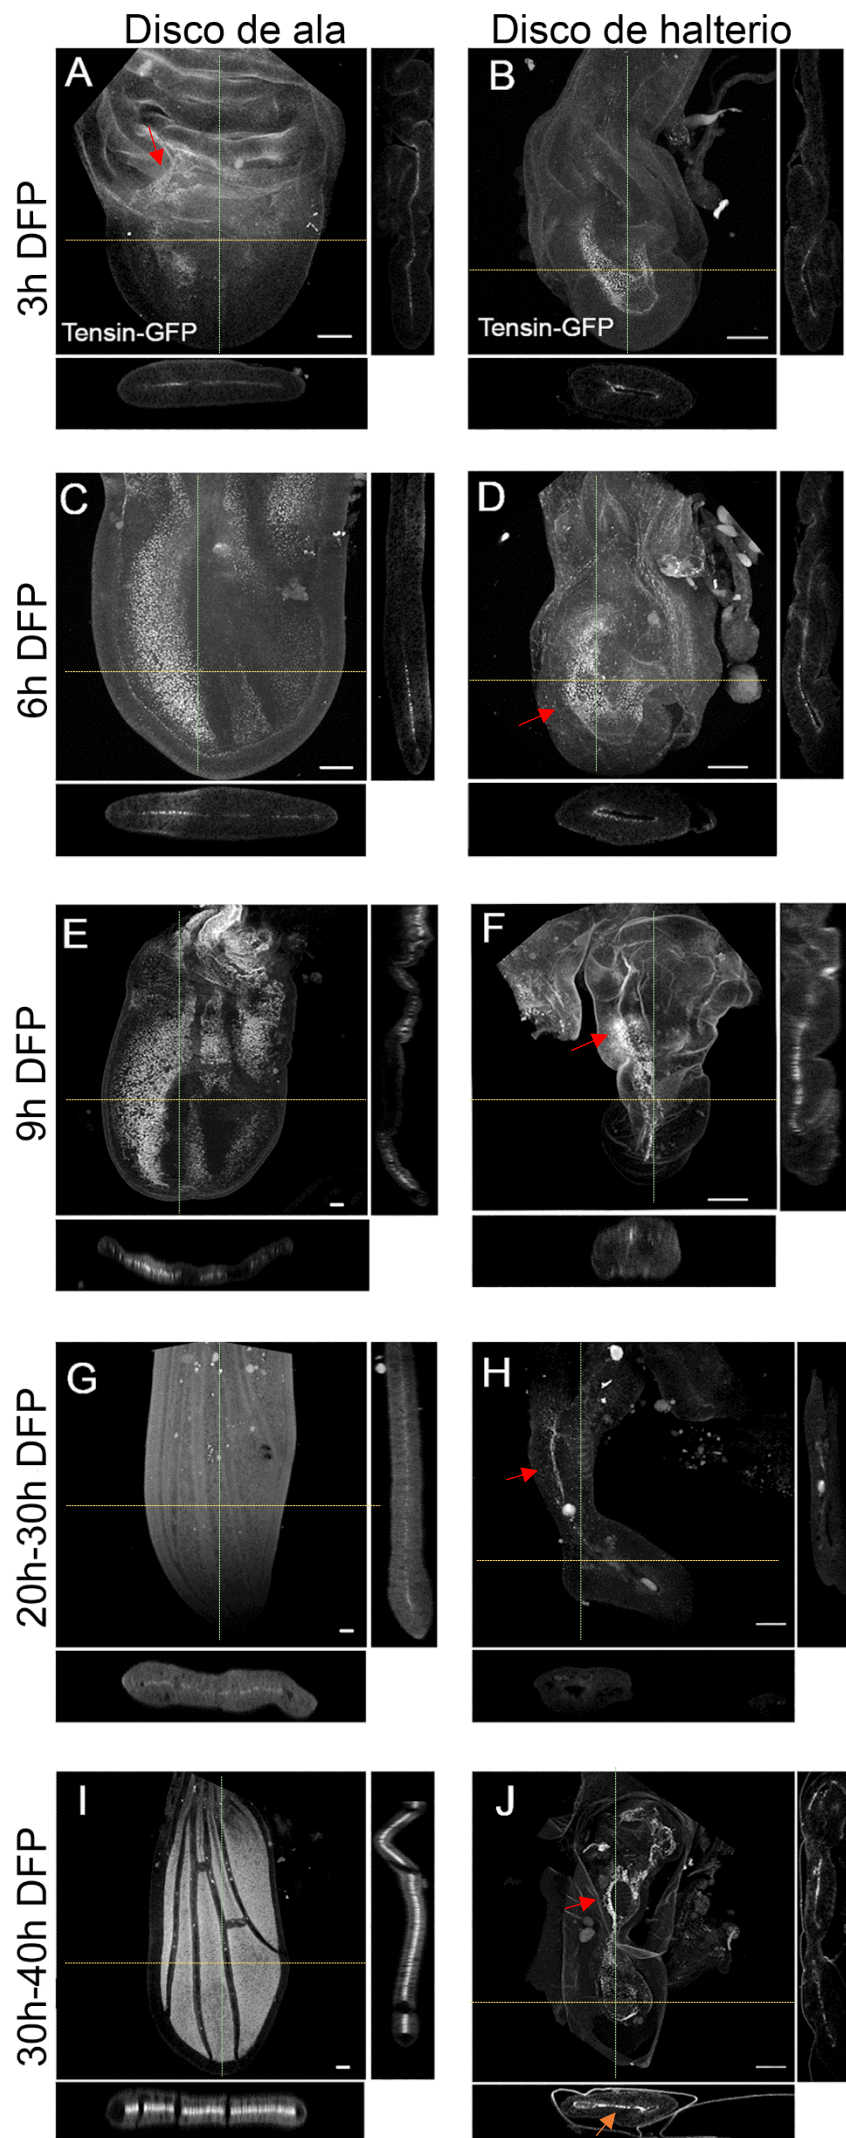 Disco de ala
Disco de halterio
3h DFP
A
Tensin-GFP
B
Tensin-GFP
6h DFP
C
D
9h DFP
E
F
20h-30h DFP
G
H
30h-40h DFP
I
J